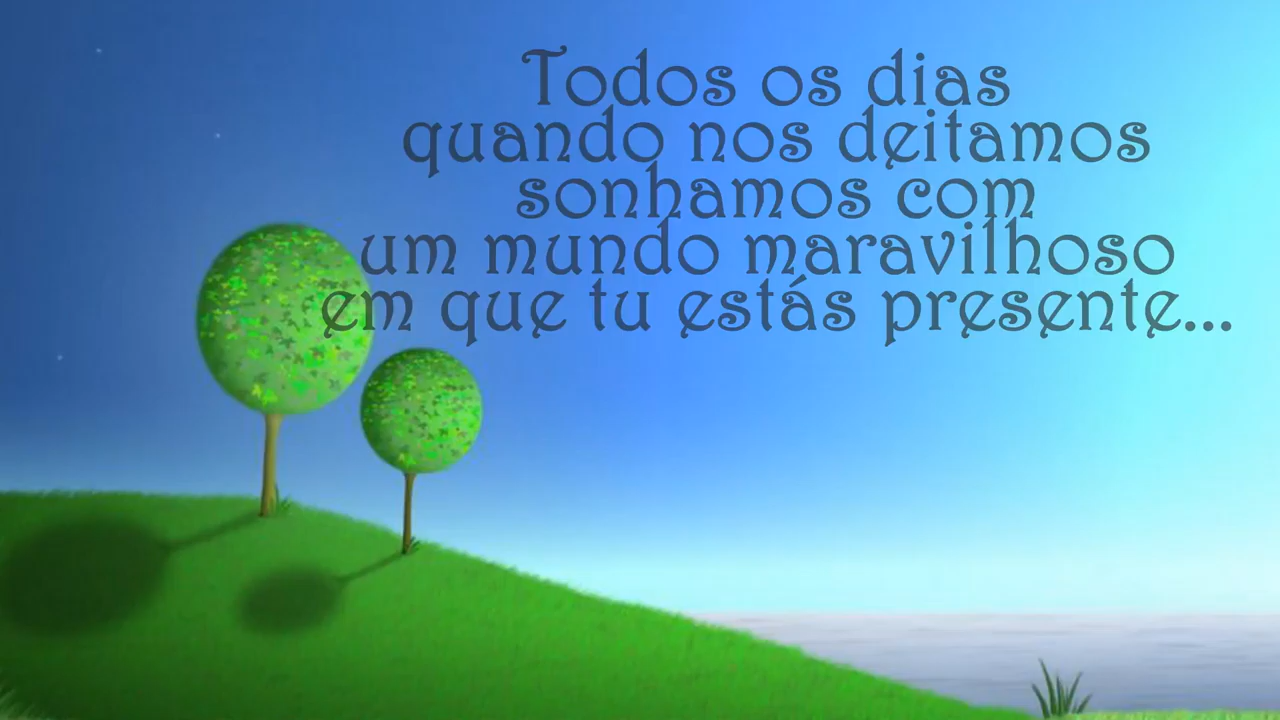 Todos os dias
quando nos deitamos
sonhamos com
um mundo maravilhoso
em que tu estás presente...